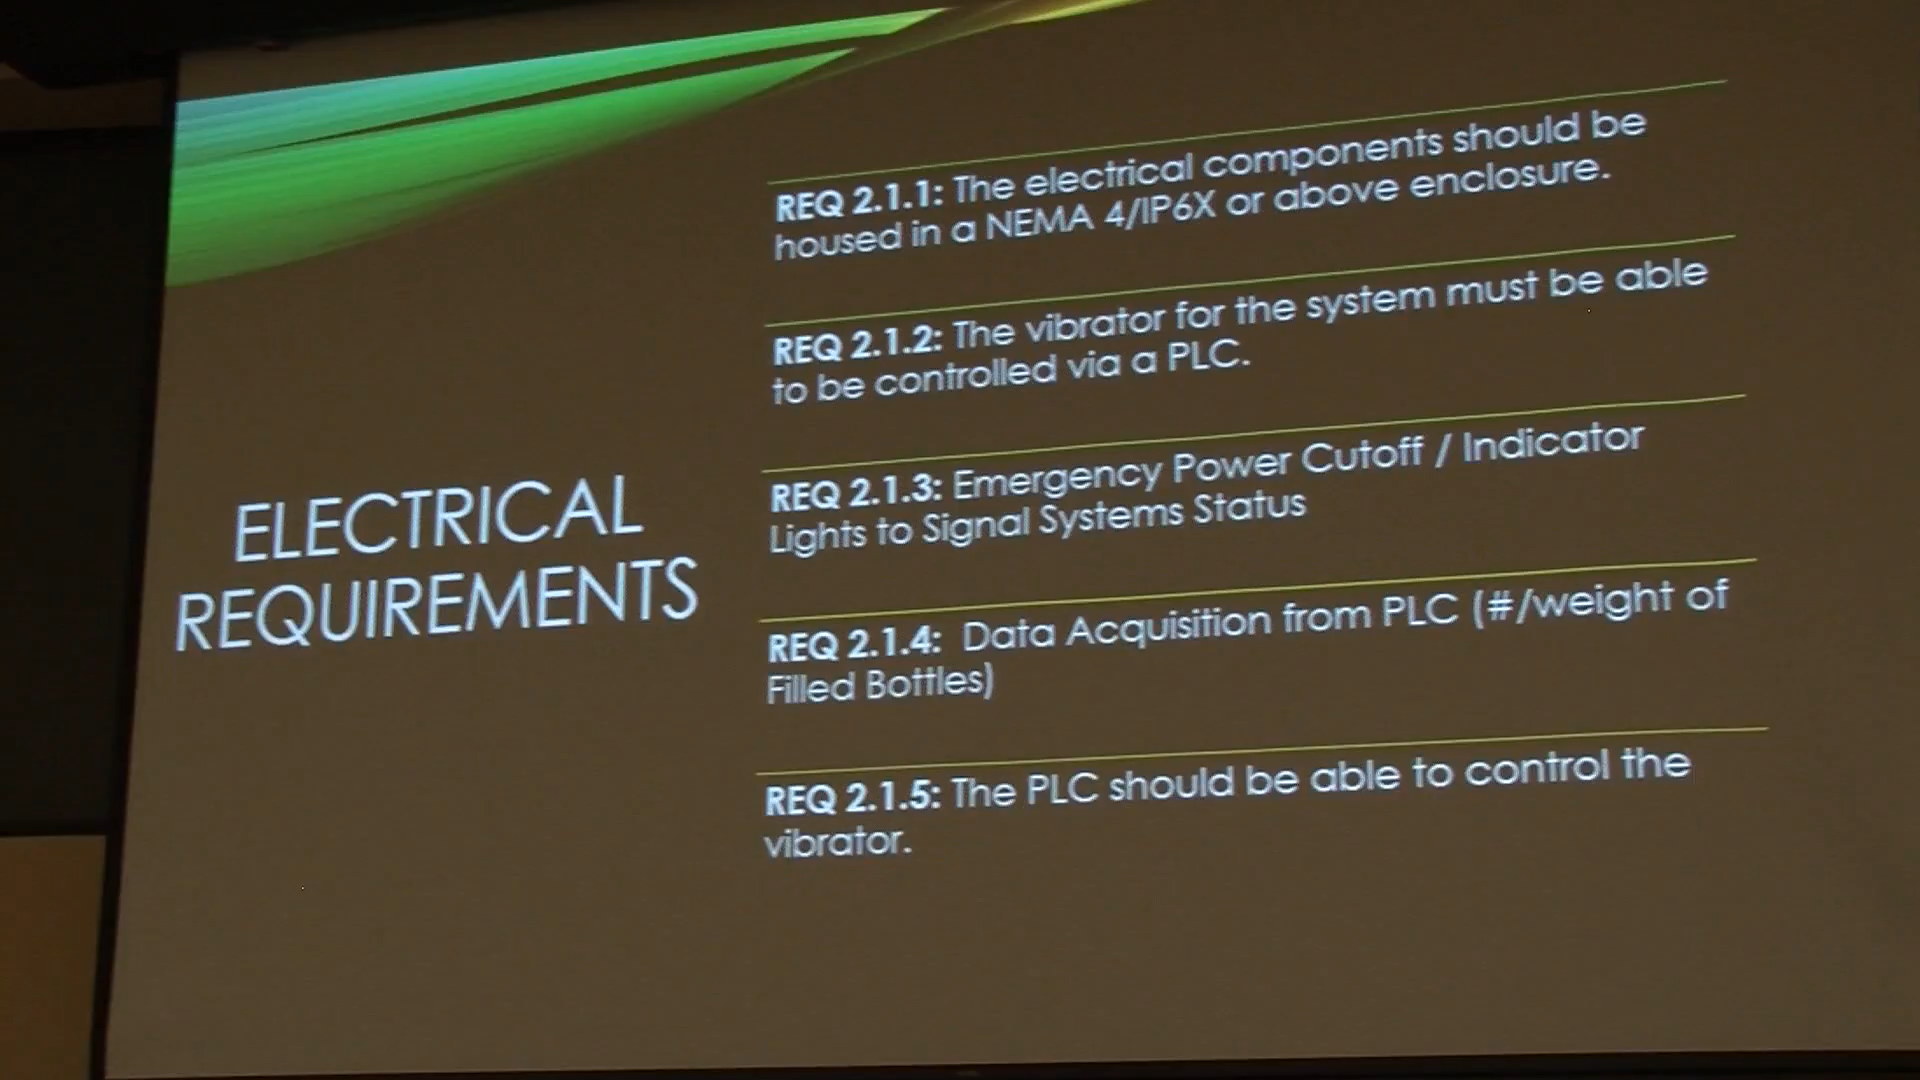 ELECTRICAL
REQUIREMENTS
REQ 2.1.1: The electrical components should be
housed in a NEMA 4/IP6X or above enclosure.
REQ 2.1.2: The vibrator for the system must be able
to be controlled via a PLC.
REQ 2.1.3: Emergency Power Cutoff / Indicator
Lights to Signal Systems Status
REQ 2.1.4:  Data Acquisition from PLC (#/weight of
Filled Bottles)
REQ 2.1.5: The PLC should be able to control the
vibrator.